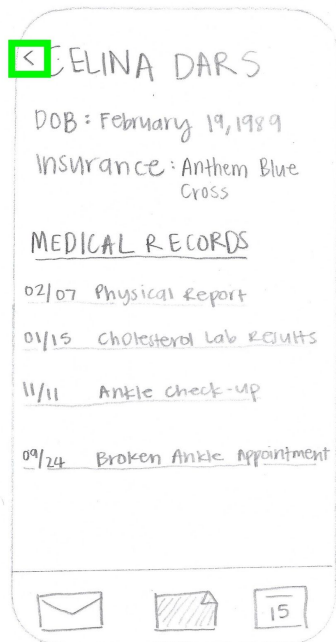 < CELINA DARS
DOB: February 19, 1989
Insurance: Anthem Blue
Cross
MEDICAL RECORDS
02/07 Physical Report
01/15 Cholesterol Lab Results
11/11 Ankle check-up
09/24 Broken Ankle Appointment
15